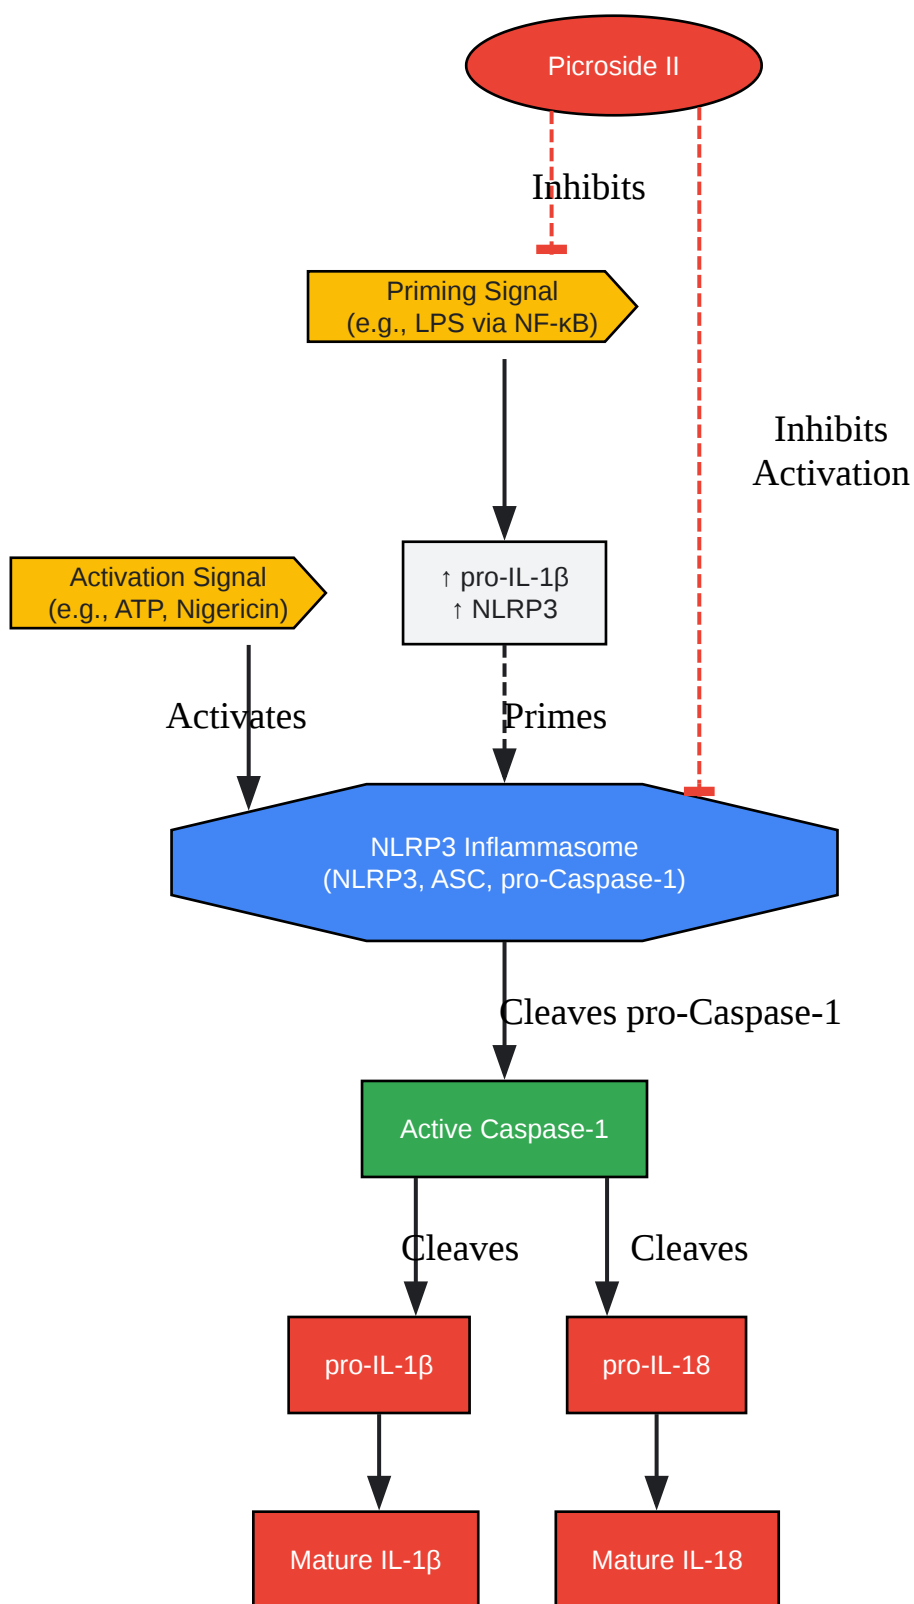 Picroside II
Inhibits
Priming Signal
(e.g., LPS via NF-κB)
Inhibits
Activation
Activation Signal
(e.g., ATP, Nigericin)
↑ pro-IL-1β
↑ NLRP3
Activates
Primes
NLRP3 Inflammasome
(NLRP3, ASC, pro-Caspase-1)
Cleaves pro-Caspase-1
Active Caspase-1
Cleaves
Cleaves
pro-IL-1β
pro-IL-18
Mature IL-1β
Mature IL-18